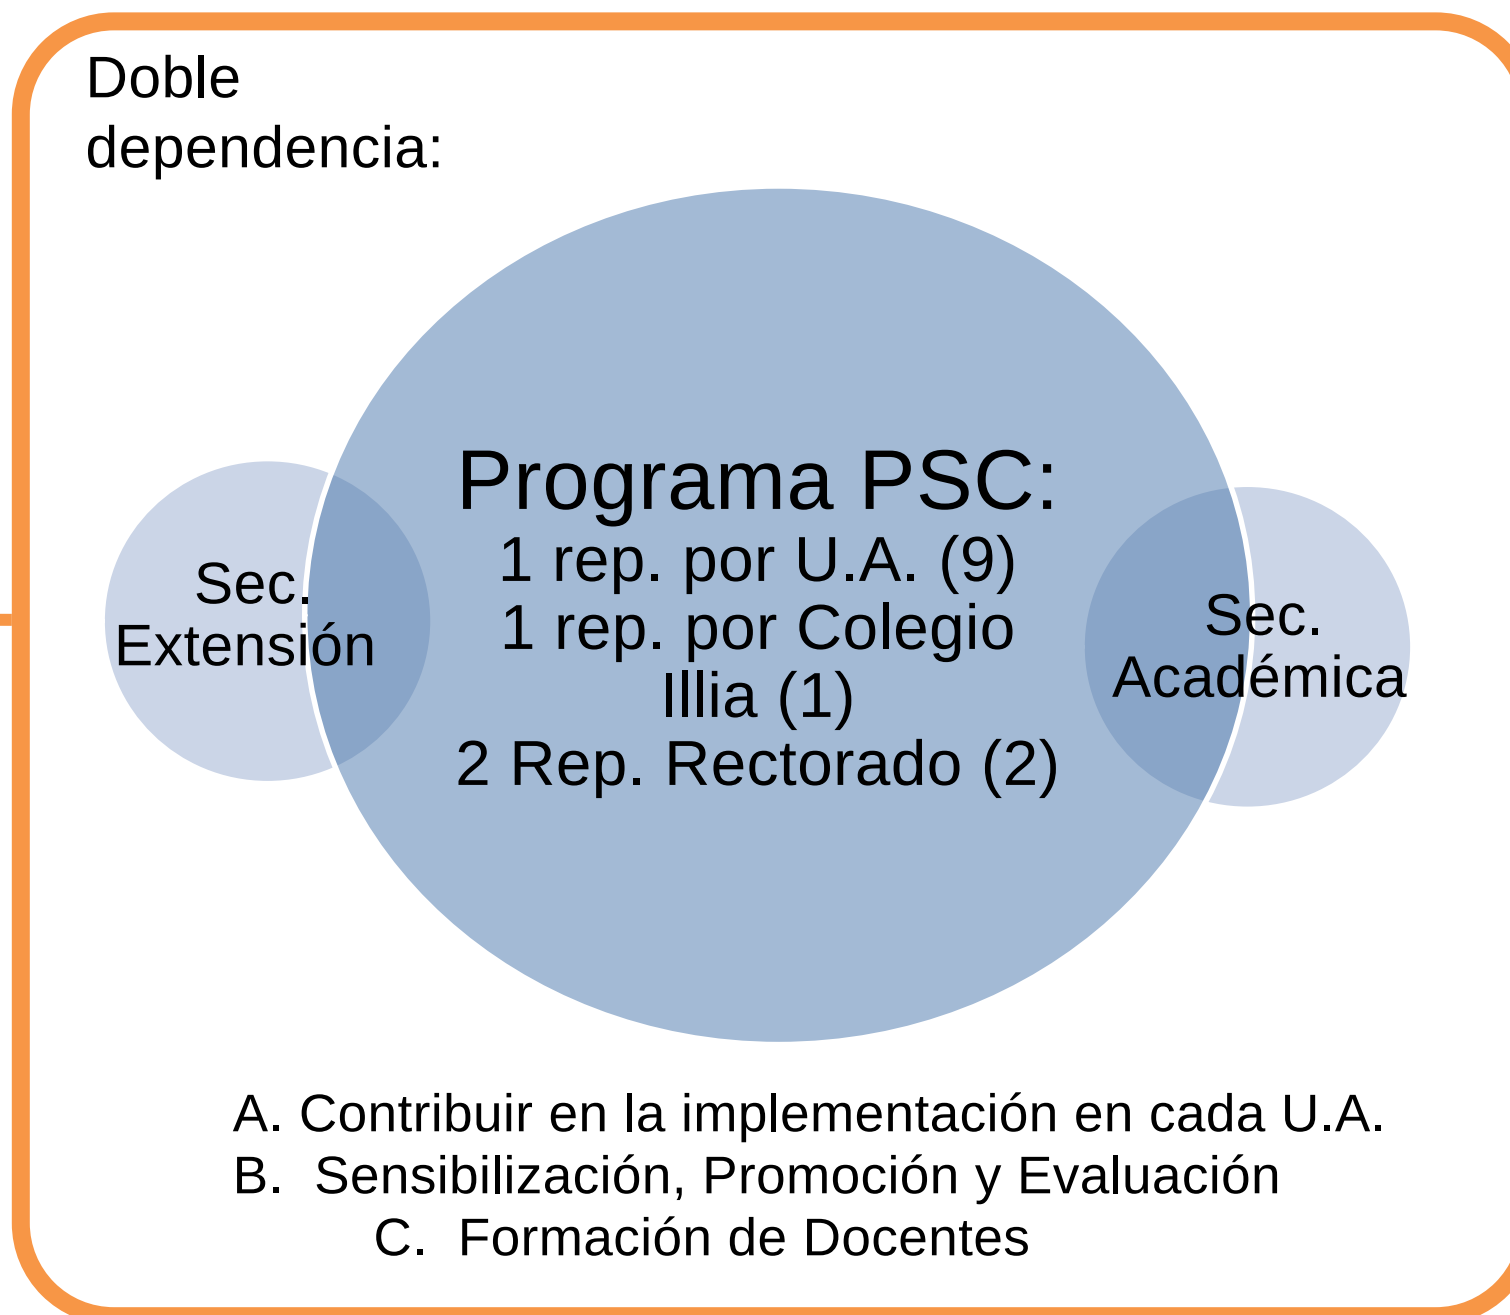 Doble
dependencia:
Programa PSC:
1 rep. por U.A. (9)
1 rep. por Colegio
Illia (1)
2 Rep. Rectorado (2)
Sec.
Extensión
Sec.
Académica
A. Contribuir en la implementación en cada U.A.
B. Sensibilización, Promoción y Evaluación
C. Formación de Docentes